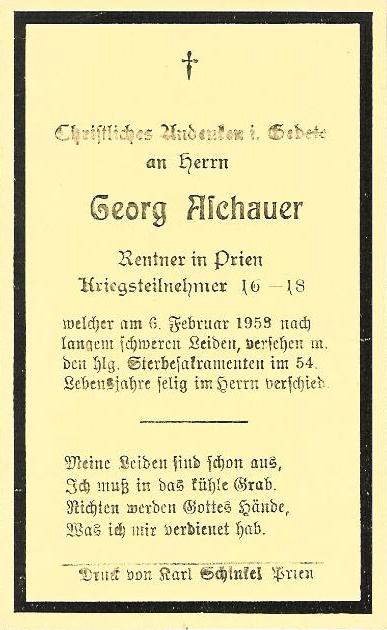 Christliches Andenken i. Gebete
an Herrn
Georg Aschauer
Rentner in Prien
Kriegsteilnehmer 16–18
welcher am 6. Februar 1953 nach
langem schweren Leiden, versehen m.
den hlg. Sterbesakramenten im 54.
Lebensjahre selig im Herrn verschied.
Meine Leiden sind schon aus,
Ich muß in das kühle Grab.
Richten werden Gottes Hände,
Was ich mir verdienet hab.
Druck von Karl Schinkel Prien